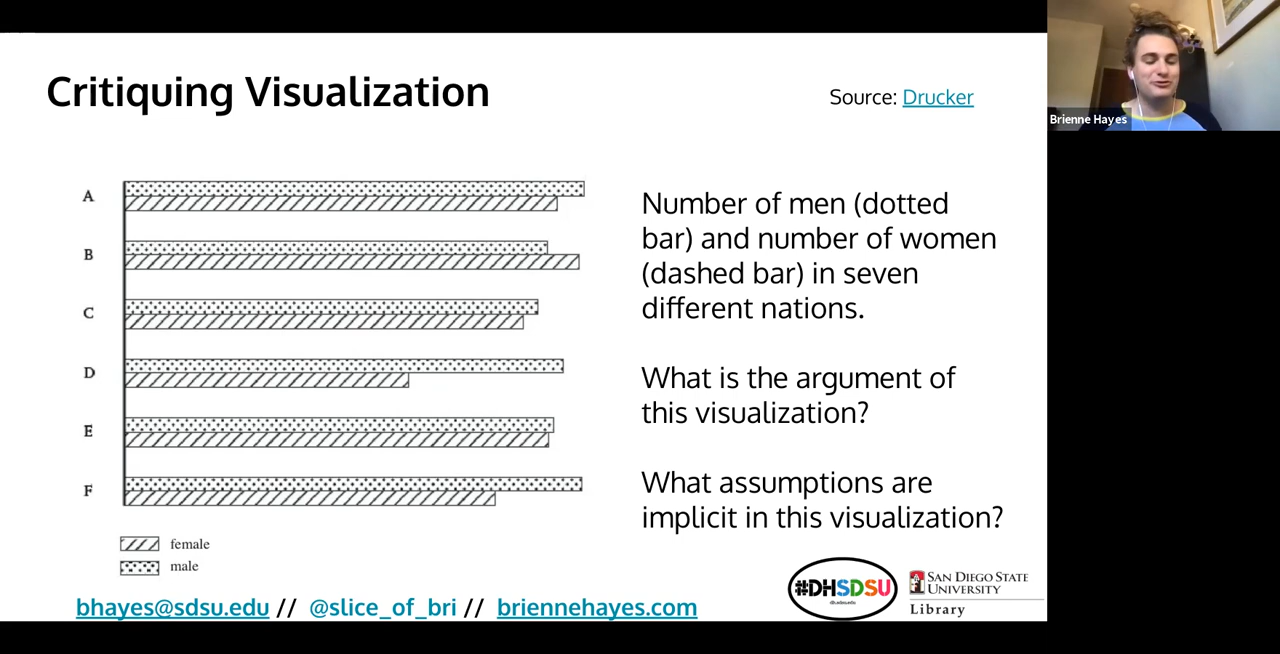 Critiquing Visualization
Source: Drucker
Brienne Hayes
A
B
C
D
E
F
female
male
Number of men (dotted
bar) and number of women
(dashed bar) in seven
different nations.
What is the argument of
this visualization?
What assumptions are
implicit in this visualization?
bhayes@sdsu.edu // @slice_of_bri // briennehayes.com
#DHSDSU
SAN DIEGO STATE
UNIVERSITY
Library